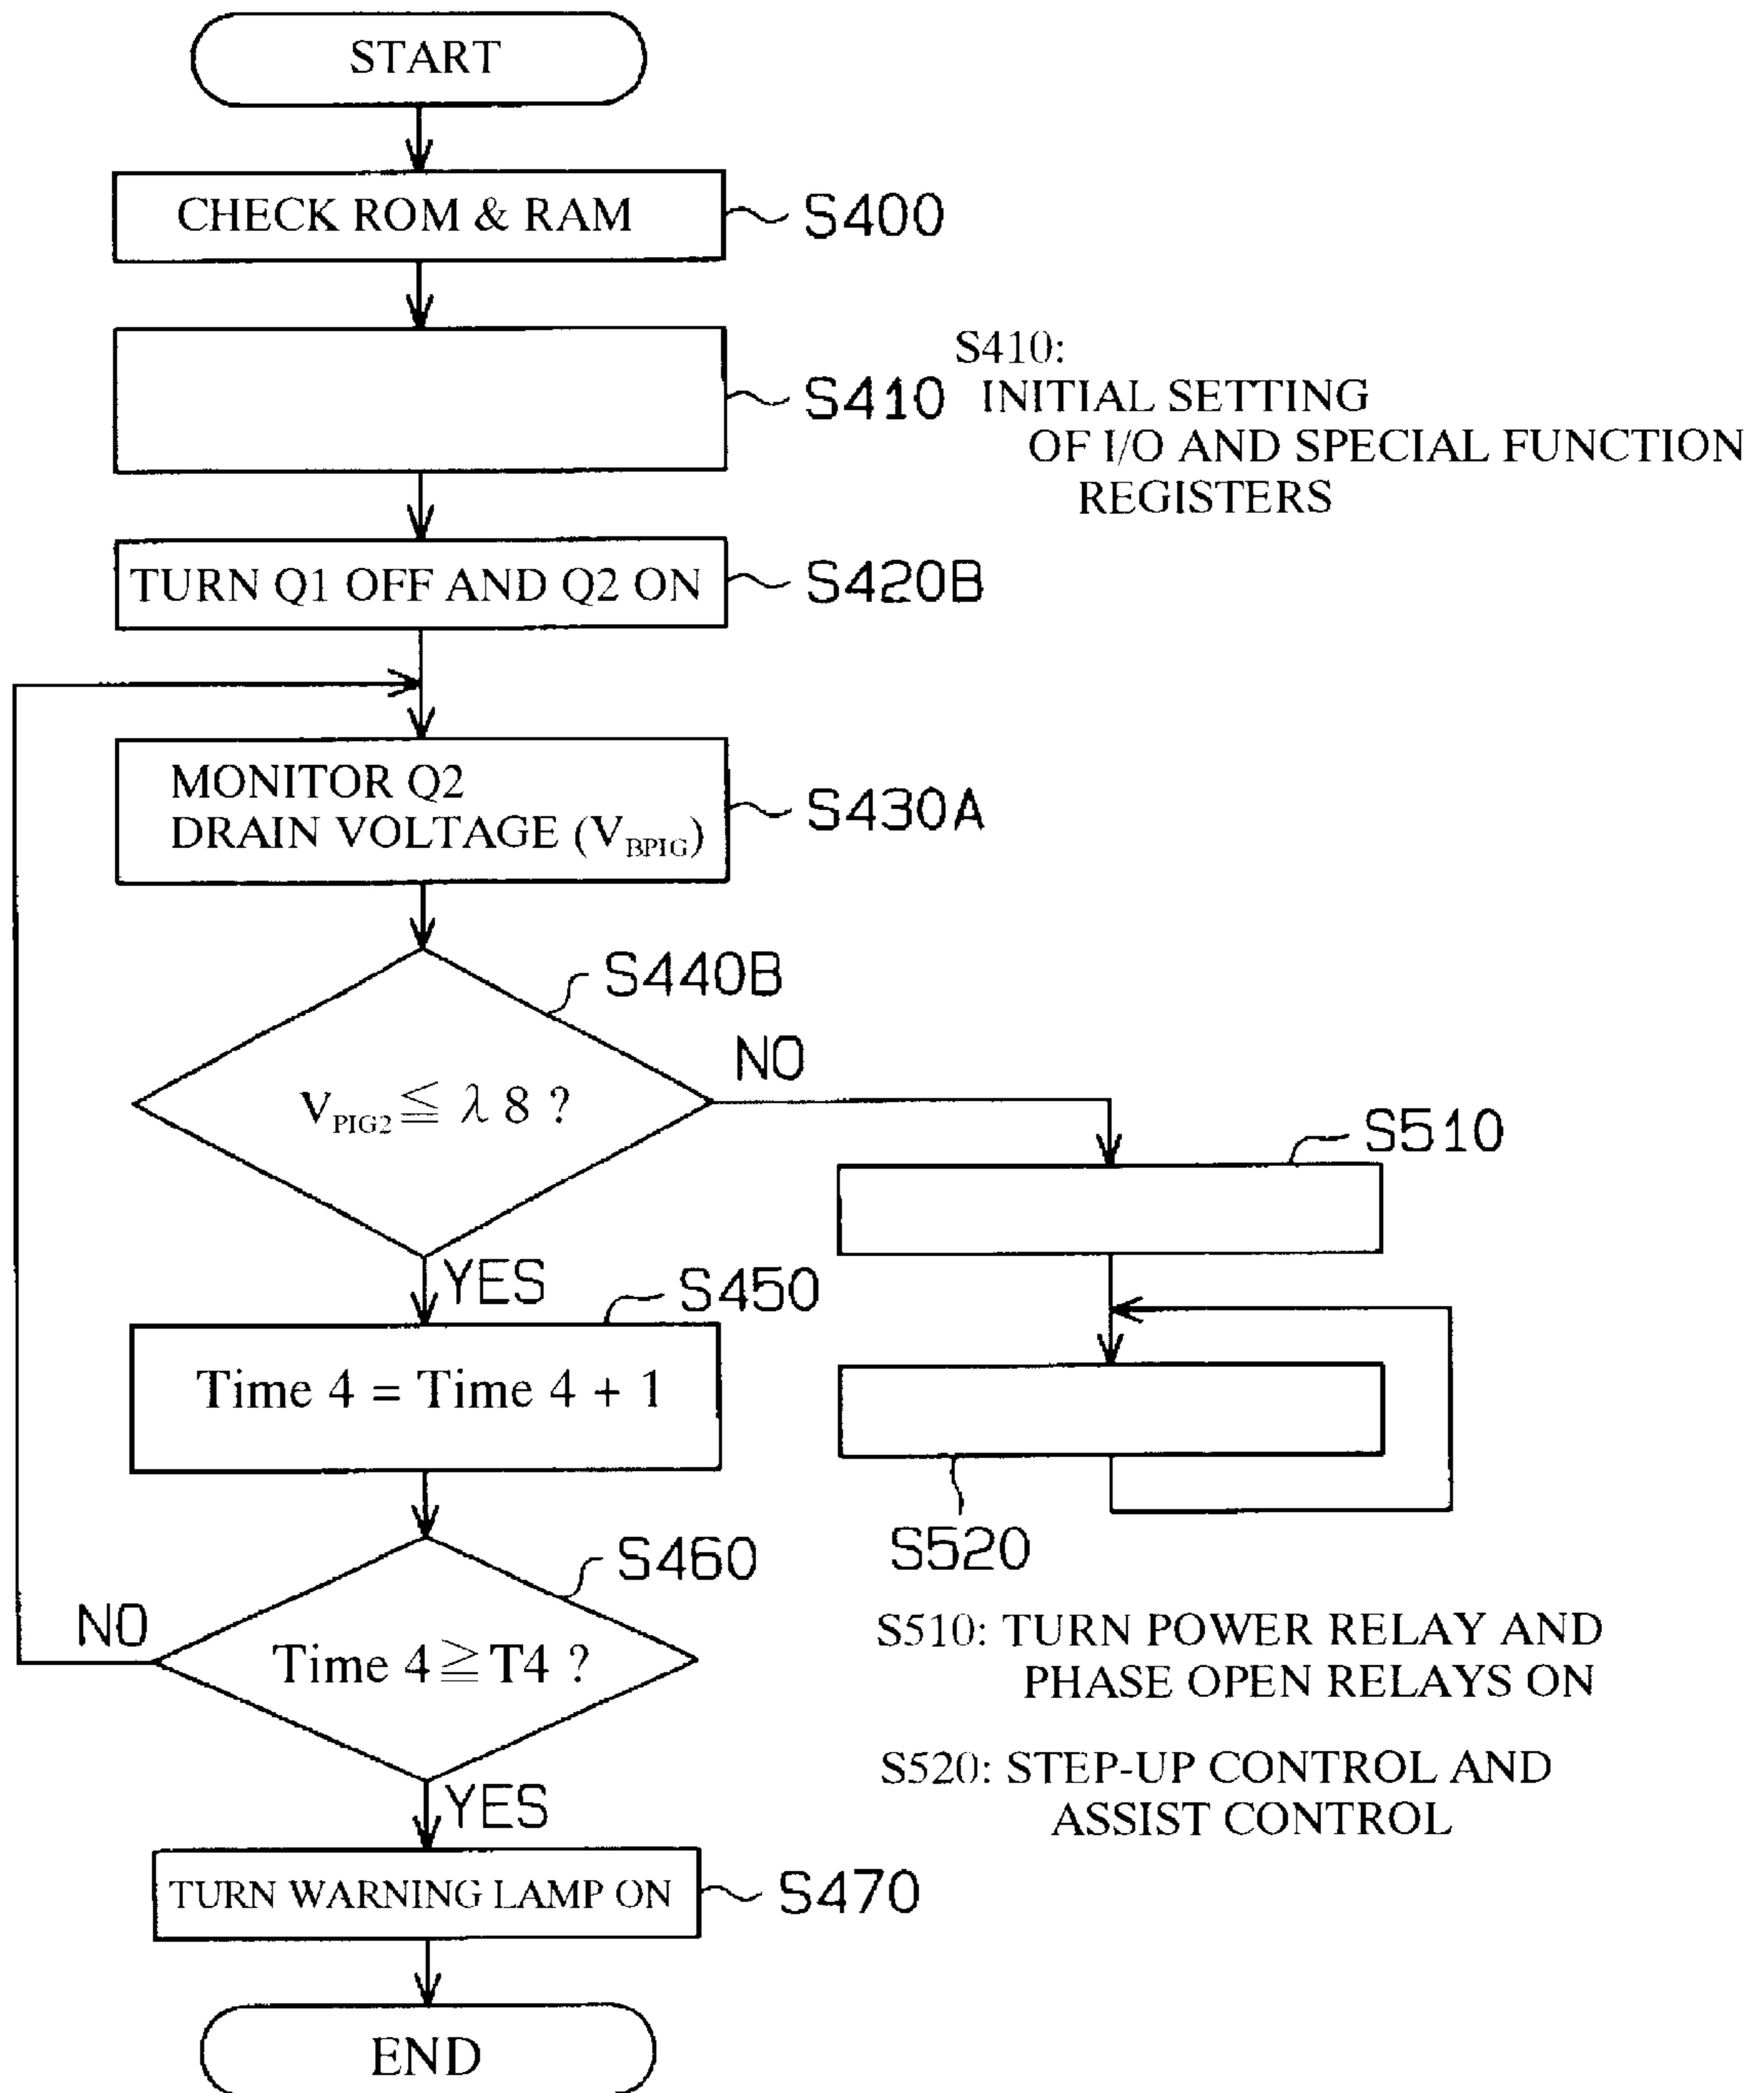 START
CHECK ROM & RAM
S400
S410
S410:
INITIAL SETTING
OF I/O AND SPECIAL FUNCTION
REGISTERS
TURN Q1 OFF AND Q2 ON
S420B
MONITOR Q2
DRAIN VOLTAGE (VBPIG)
S430A
S440B
VPIG2 ≦ λ 8 ?
NO
YES
S510
S450
Time 4 = Time 4 + 1
S520
S460
NO
Time 4 ≧ T4 ?
YES
S510: TURN POWER RELAY AND
PHASE OPEN RELAYS ON
S520: STEP-UP CONTROL AND
ASSIST CONTROL
TURN WARNING LAMP ON
S470
END